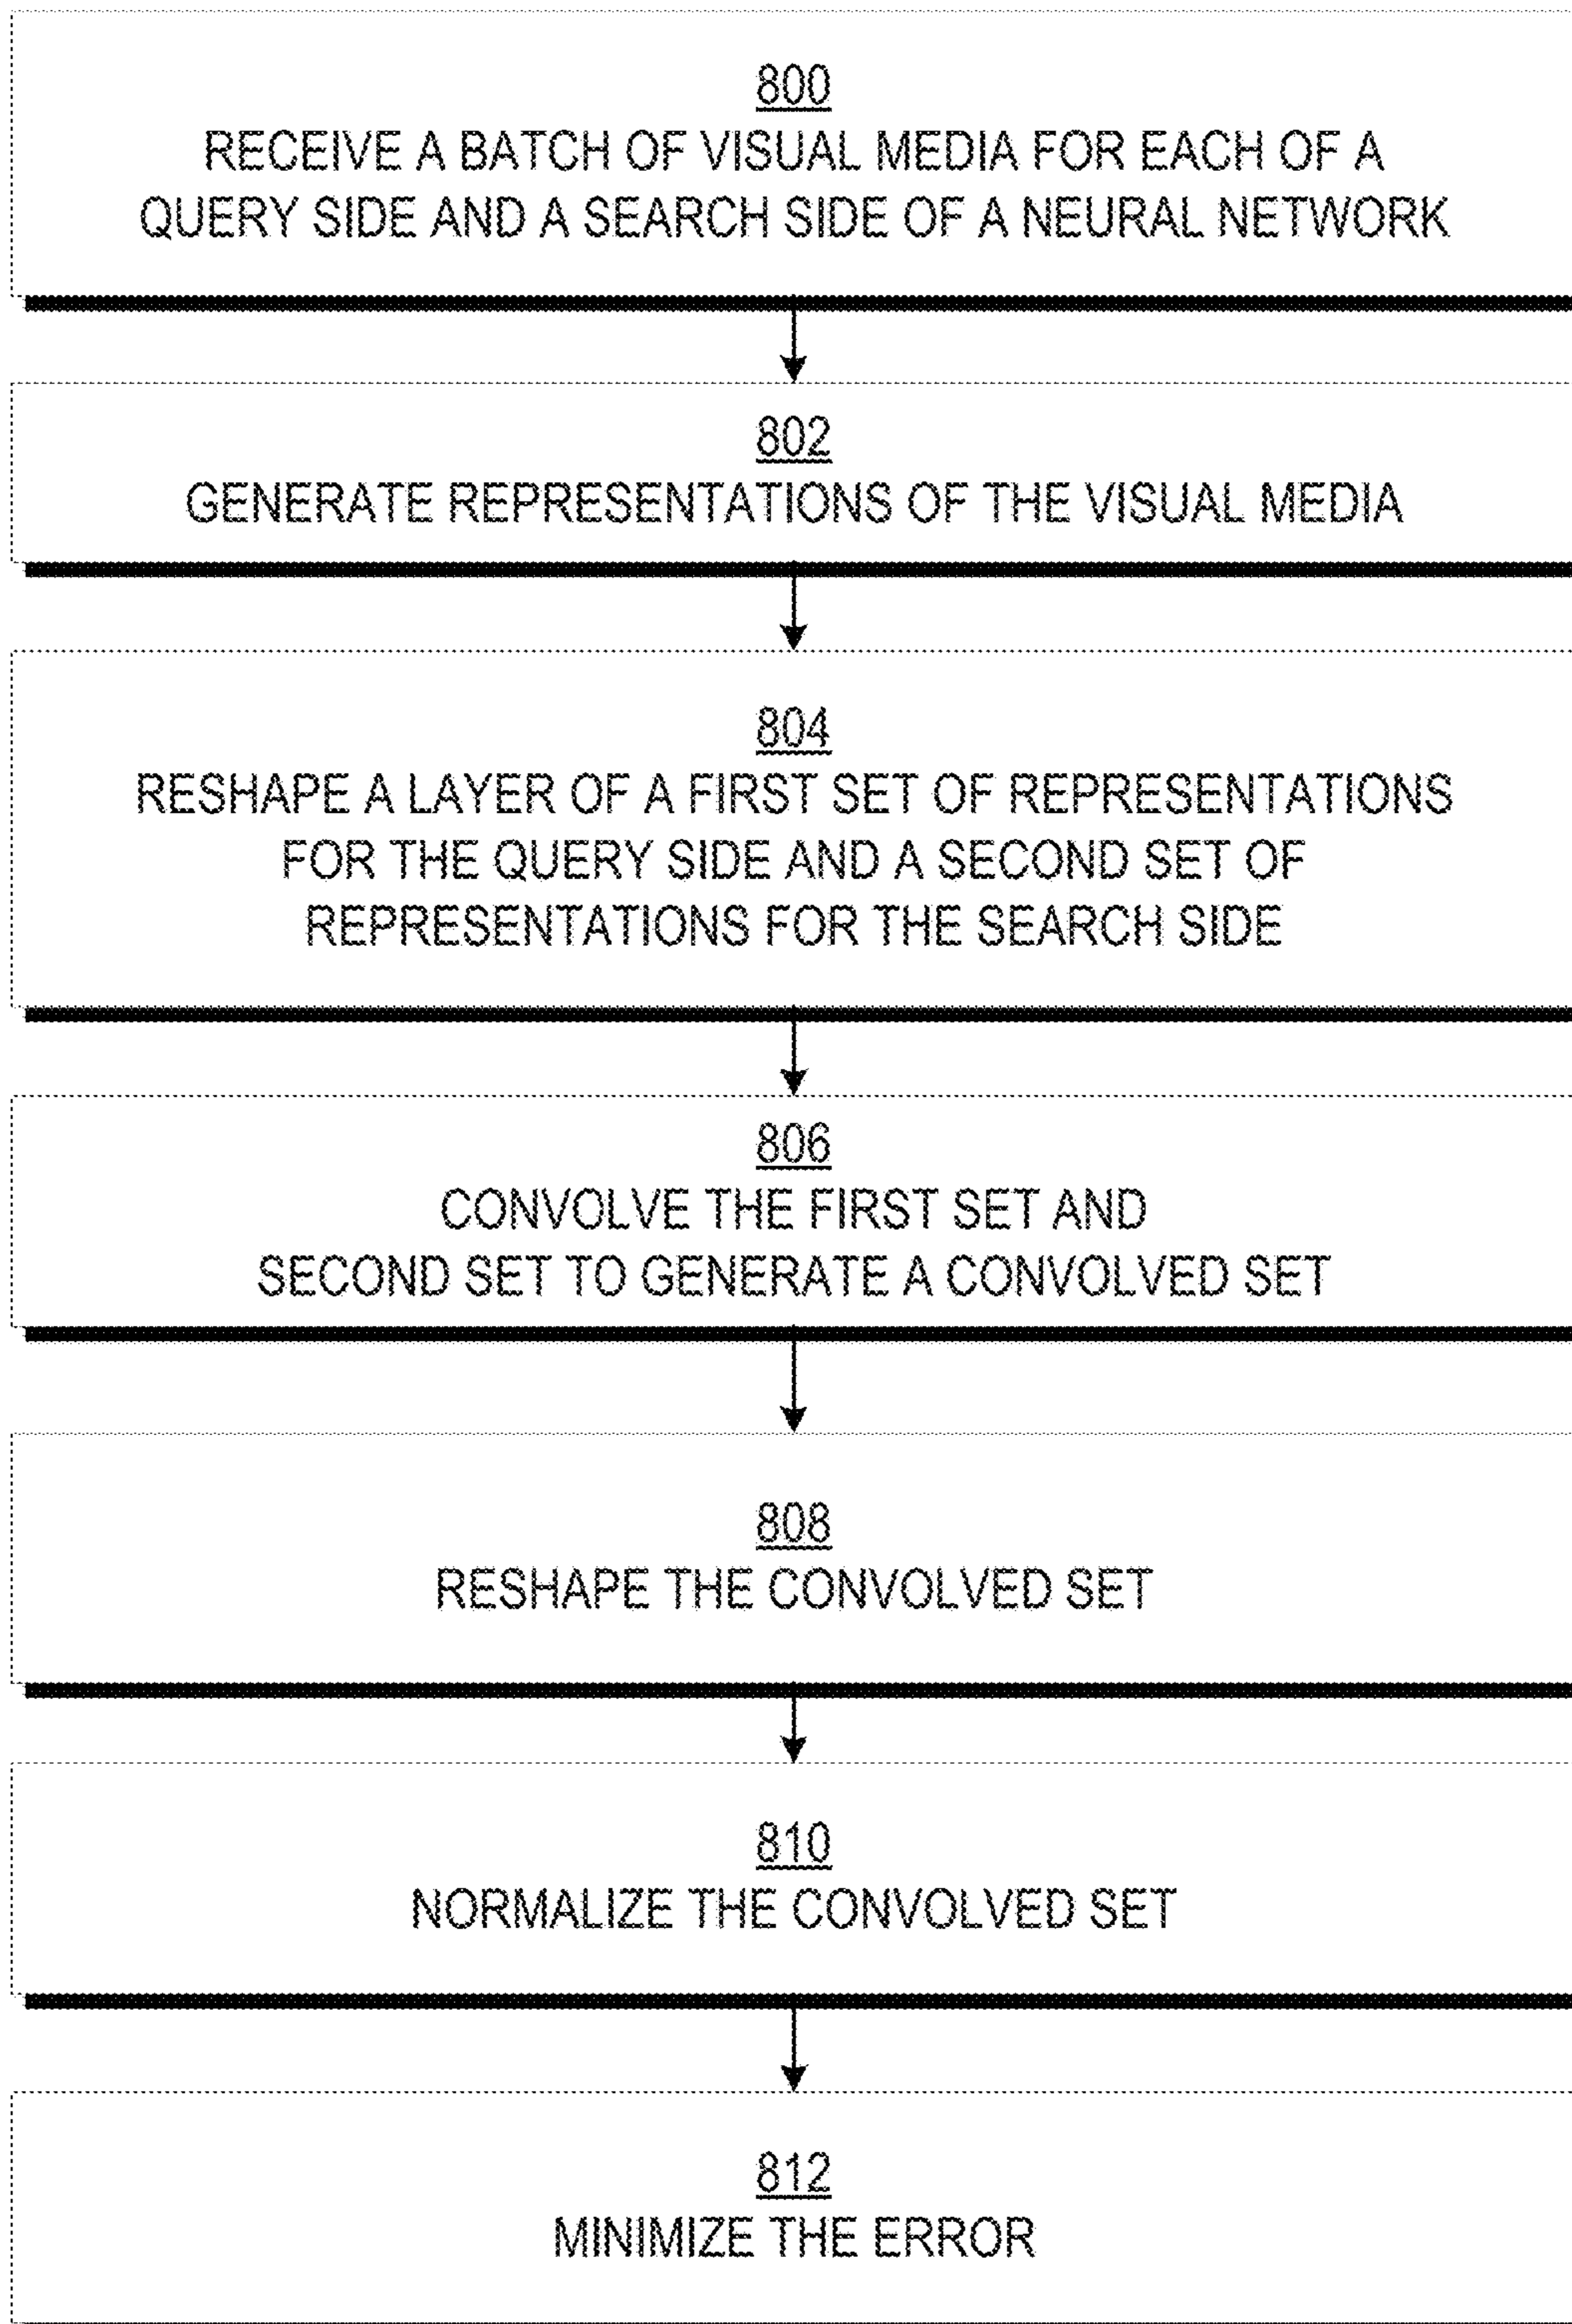 800
RECEIVE A BATCH OF VISUAL MEDIA FOR EACH OF A
QUERY SIDE AND A SEARCH SIDE OF A NEURAL NETWORK
802
GENERATE REPRESENTATIONS OF THE VISUAL MEDIA
804
RESHAPE A LAYER OF A FIRST SET OF REPRESENTATIONS
FOR THE QUERY SIDE AND A SECOND SET OF
REPRESENTATIONS FOR THE SEARCH SIDE
806
CONVOLVE THE FIRST SET AND
SECOND SET TO GENERATE A CONVOLVED SET
808
RESHAPE THE CONVOLVED SET
810
NORMALIZE THE CONVOLVED SET
812
MINIMIZE THE ERROR